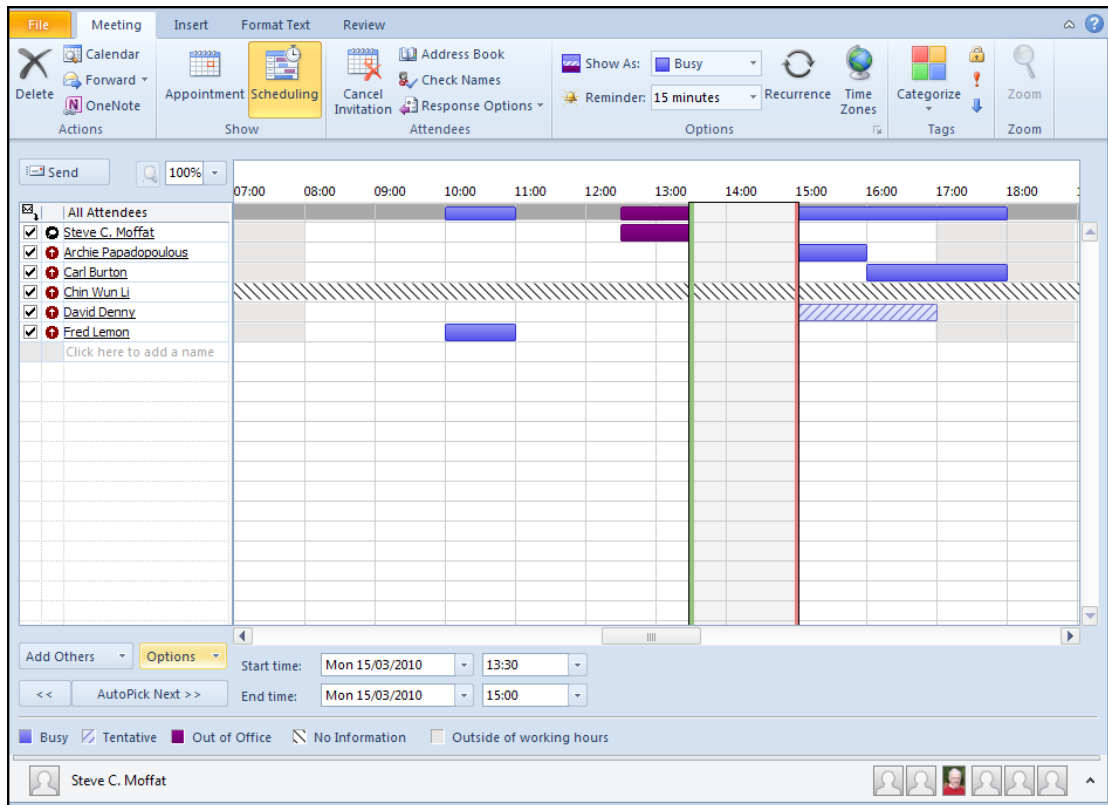 File Meeting Insert Format Text Review
Delete
Calendar
Forward
OneNote
Actions
Appointment Scheduling
Show
Cancel Invitation
Address Book
Check Names
Response Options
Attendees
Show As: Busy
Reminder: 15 minutes
Recurrence
Time Zones
Options
Categorize
Tags
Zoom
Zoom
Send 100%
07:00 08:00 09:00 10:00 11:00 12:00 13:00 14:00 15:00 16:00 17:00 18:00
All Attendees
Steve C. Moffat
Archie Papadopoulous
Carl Burton
Chin Wun Li
David Denny
Fred Lemon
Click here to add a name
Add Others Options
Start time: Mon 15/03/2010 13:30
<< AutoPick Next >>
End time: Mon 15/03/2010 15:00
Busy Tentative Out of Office No Information Outside of working hours
Steve C. Moffat